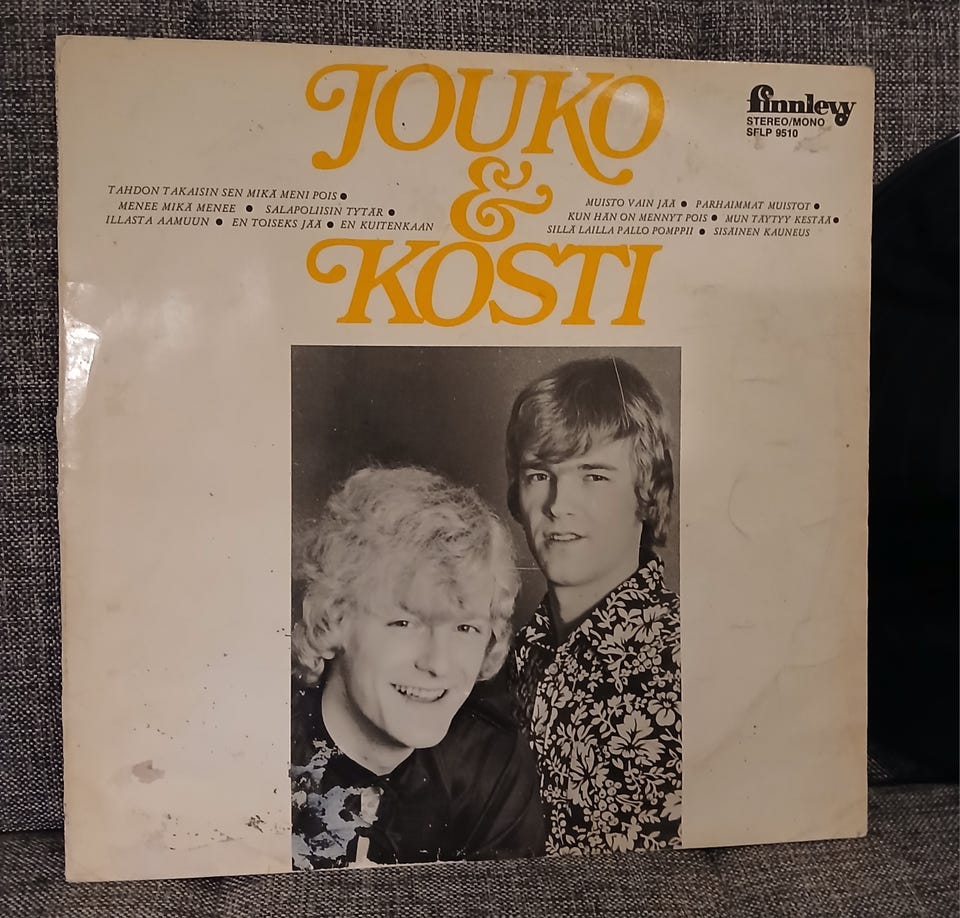 JOUKO
&
KOSTI
finnlevy
STEREO/MONO
SFLP 9510
TAHDON TAKAISIN SEN MIKÄ MENI POIS ●
MENEE MIKÄ MENEE ● SALAPOLIISIN TYTÄR ●
ILLASTA AAMUUN ● EN TOISEKS JÄÄ ● EN KUITENKAAN
MUISTO VAIN JÄÄ ● PARHAIMMAT MUISTOT ●
KUN HÄN ON MENNYT POIS ● MUN TÄYTYY KESTÄÄ ●
SILLÄ LAILLA PALLO POMPPII ● SISÄINEN KAUNEUS